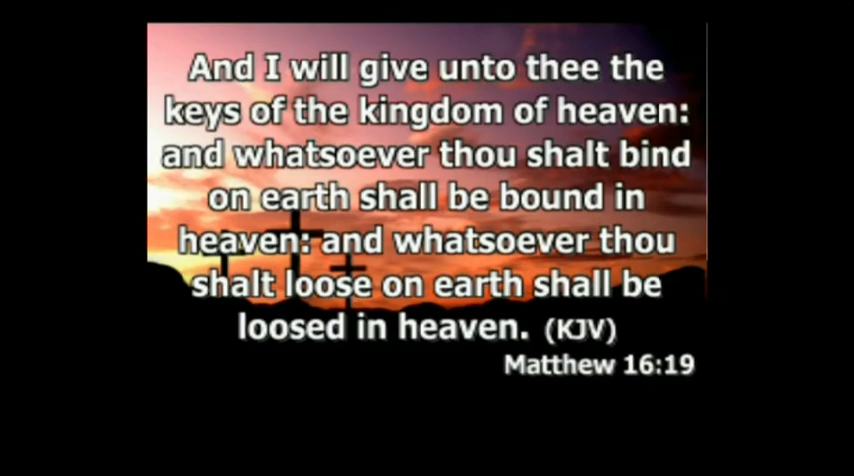 And I will give unto thee the
keys of the kingdom of heaven:
and whatsoever thou shalt bind
on earth shall be bound in
heaven: and whatsoever thou
shalt loose on earth shall be
loosed in heaven. (KJV)
Matthew 16:19